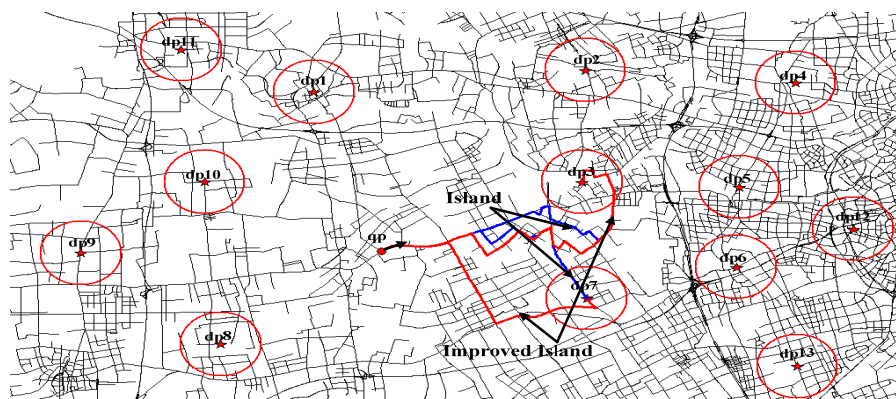 dp11
dp2
dp1
dp4
dp3
dp10
dp5
Island
dp12
qp
dp9
dp6
dp7
dp8
Improved Island
dp13